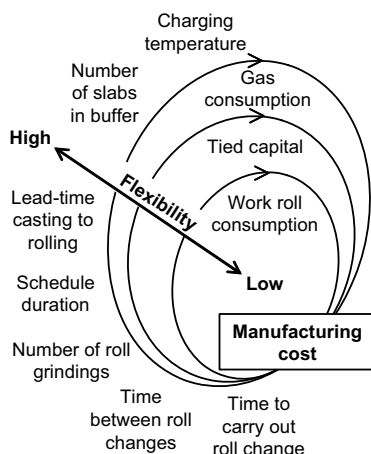 Charging
temperature
Number
of slabs
in buffer
Gas
consumption
High
Tied capital
Flexibility
Lead-time
casting to
rolling
Work roll
consumption
Schedule
duration
Low
Manufacturing
cost
Number of roll
grindings
Time
between roll
changes
Time to
carry out
roll change